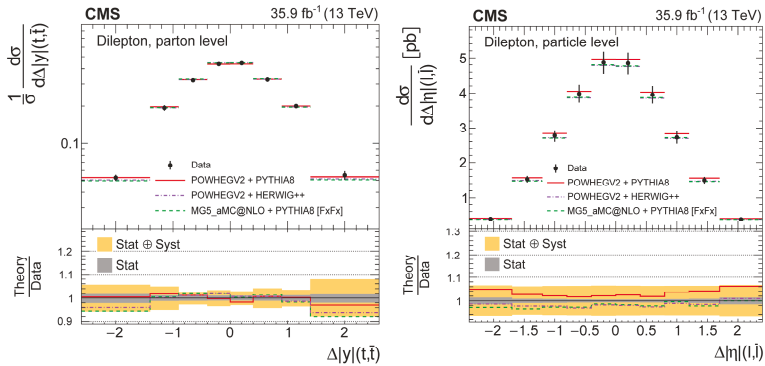 CMS 35.9 fb⁻¹ (13 TeV)
Dilepton, parton level
1/σ dσ/dΔ|y|(t,t̄)
0.1
Data
POWHEGV2 + PYTHIA8
POWHEGV2 + HERWIG++
MG5_aMC@NLO + PYTHIA8 [FxFx]
Stat ⊕ Syst
Stat
Theory/Data
1.2
1.1
1
0.9
−2 −1 0 1 2
Δ|y|(t,t̄)
CMS 35.9 fb⁻¹ (13 TeV)
Dilepton, particle level
dσ/dΔ|η|(l,l̄) [pb]
5
4
3
2
1
Data
POWHEGV2 + PYTHIA8
POWHEGV2 + HERWIG++
MG5_aMC@NLO + PYTHIA8 [FxFx]
Stat ⊕ Syst
Stat
Theory/Data
1.3
1.2
1.1
1
−2 −1.5 −1 −0.5 0 0.5 1 1.5 2
Δ|η|(l,l̄)